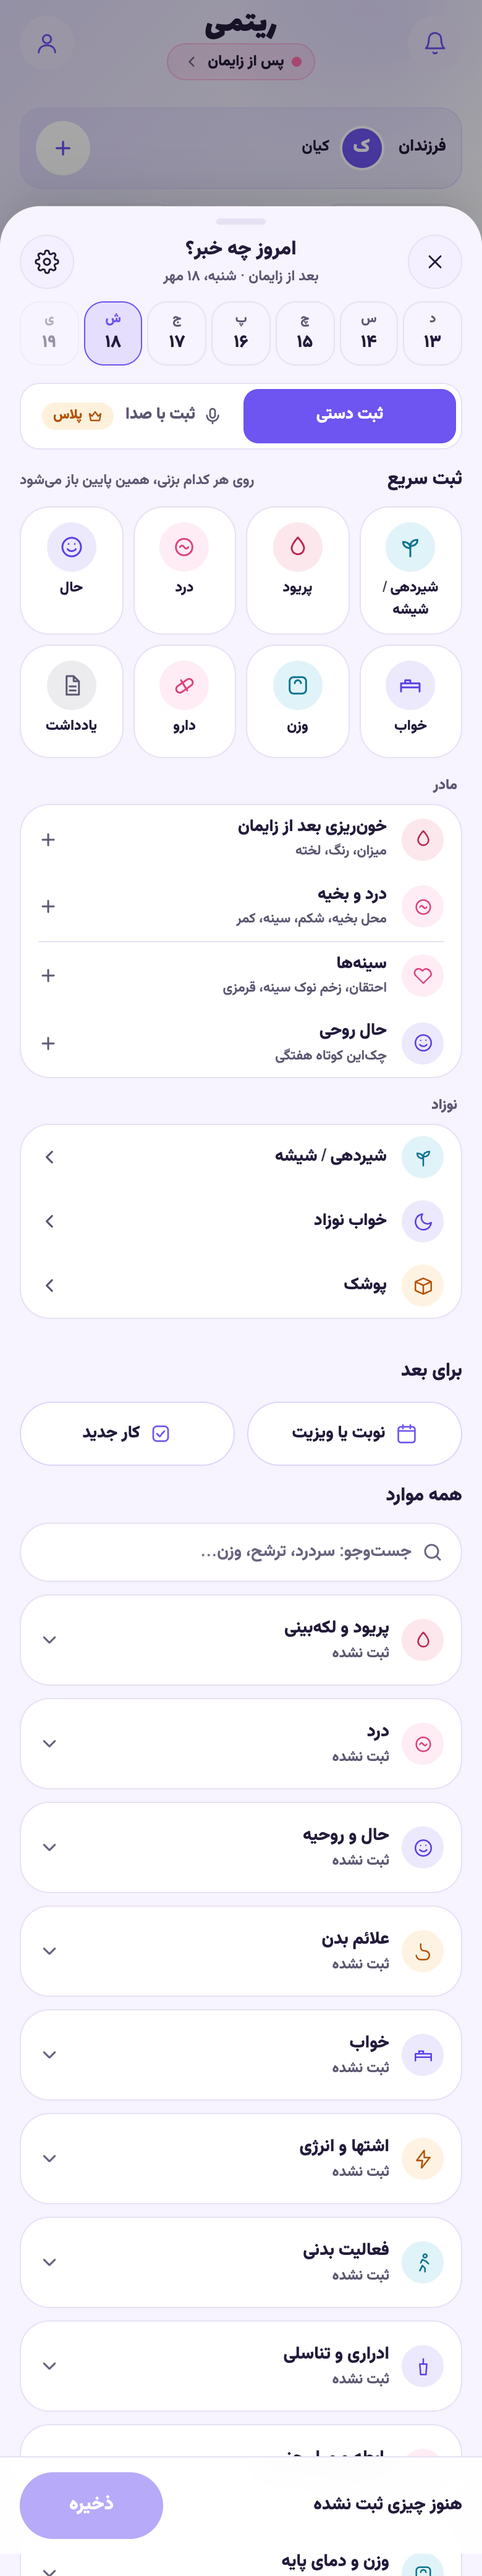 ریتمی
پس از زایمان
فرزندان
ک
کیان
امروز چه خبر؟
بعد از زایمان · شنبه، ۱۸ مهر
د
۱۳
س
۱۴
چ
۱۵
پ
۱۶
ج
۱۷
ش
۱۸
ی
۱۹
ثبت دستی
ثبت با صدا
پلاس
ثبت سریع
روی هر کدام بزنی، همین پایین باز می‌شود
شیردهی /
شیشه
پریود
درد
حال
خواب
وزن
دارو
یادداشت
مادر
خون‌ریزی بعد از زایمان
میزان، رنگ، لخته
درد و بخیه
محل بخیه، شکم، سینه، کمر
سینه‌ها
احتقان، زخم نوک سینه، قرمزی
حال روحی
چک‌این کوتاه هفتگی
نوزاد
شیردهی / شیشه
خواب نوزاد
پوشک
برای بعد
نوبت یا ویزیت
کار جدید
همه موارد
جست‌وجو: سردرد، ترشح، وزن...
پریود و لکه‌بینی
ثبت نشده
درد
ثبت نشده
حال و روحیه
ثبت نشده
علائم بدن
ثبت نشده
خواب
ثبت نشده
اشتها و انرژی
ثبت نشده
فعالیت بدنی
ثبت نشده
ادراری و تناسلی
ثبت نشده
هنوز چیزی ثبت نشده
ذخیره
وزن و دمای پایه